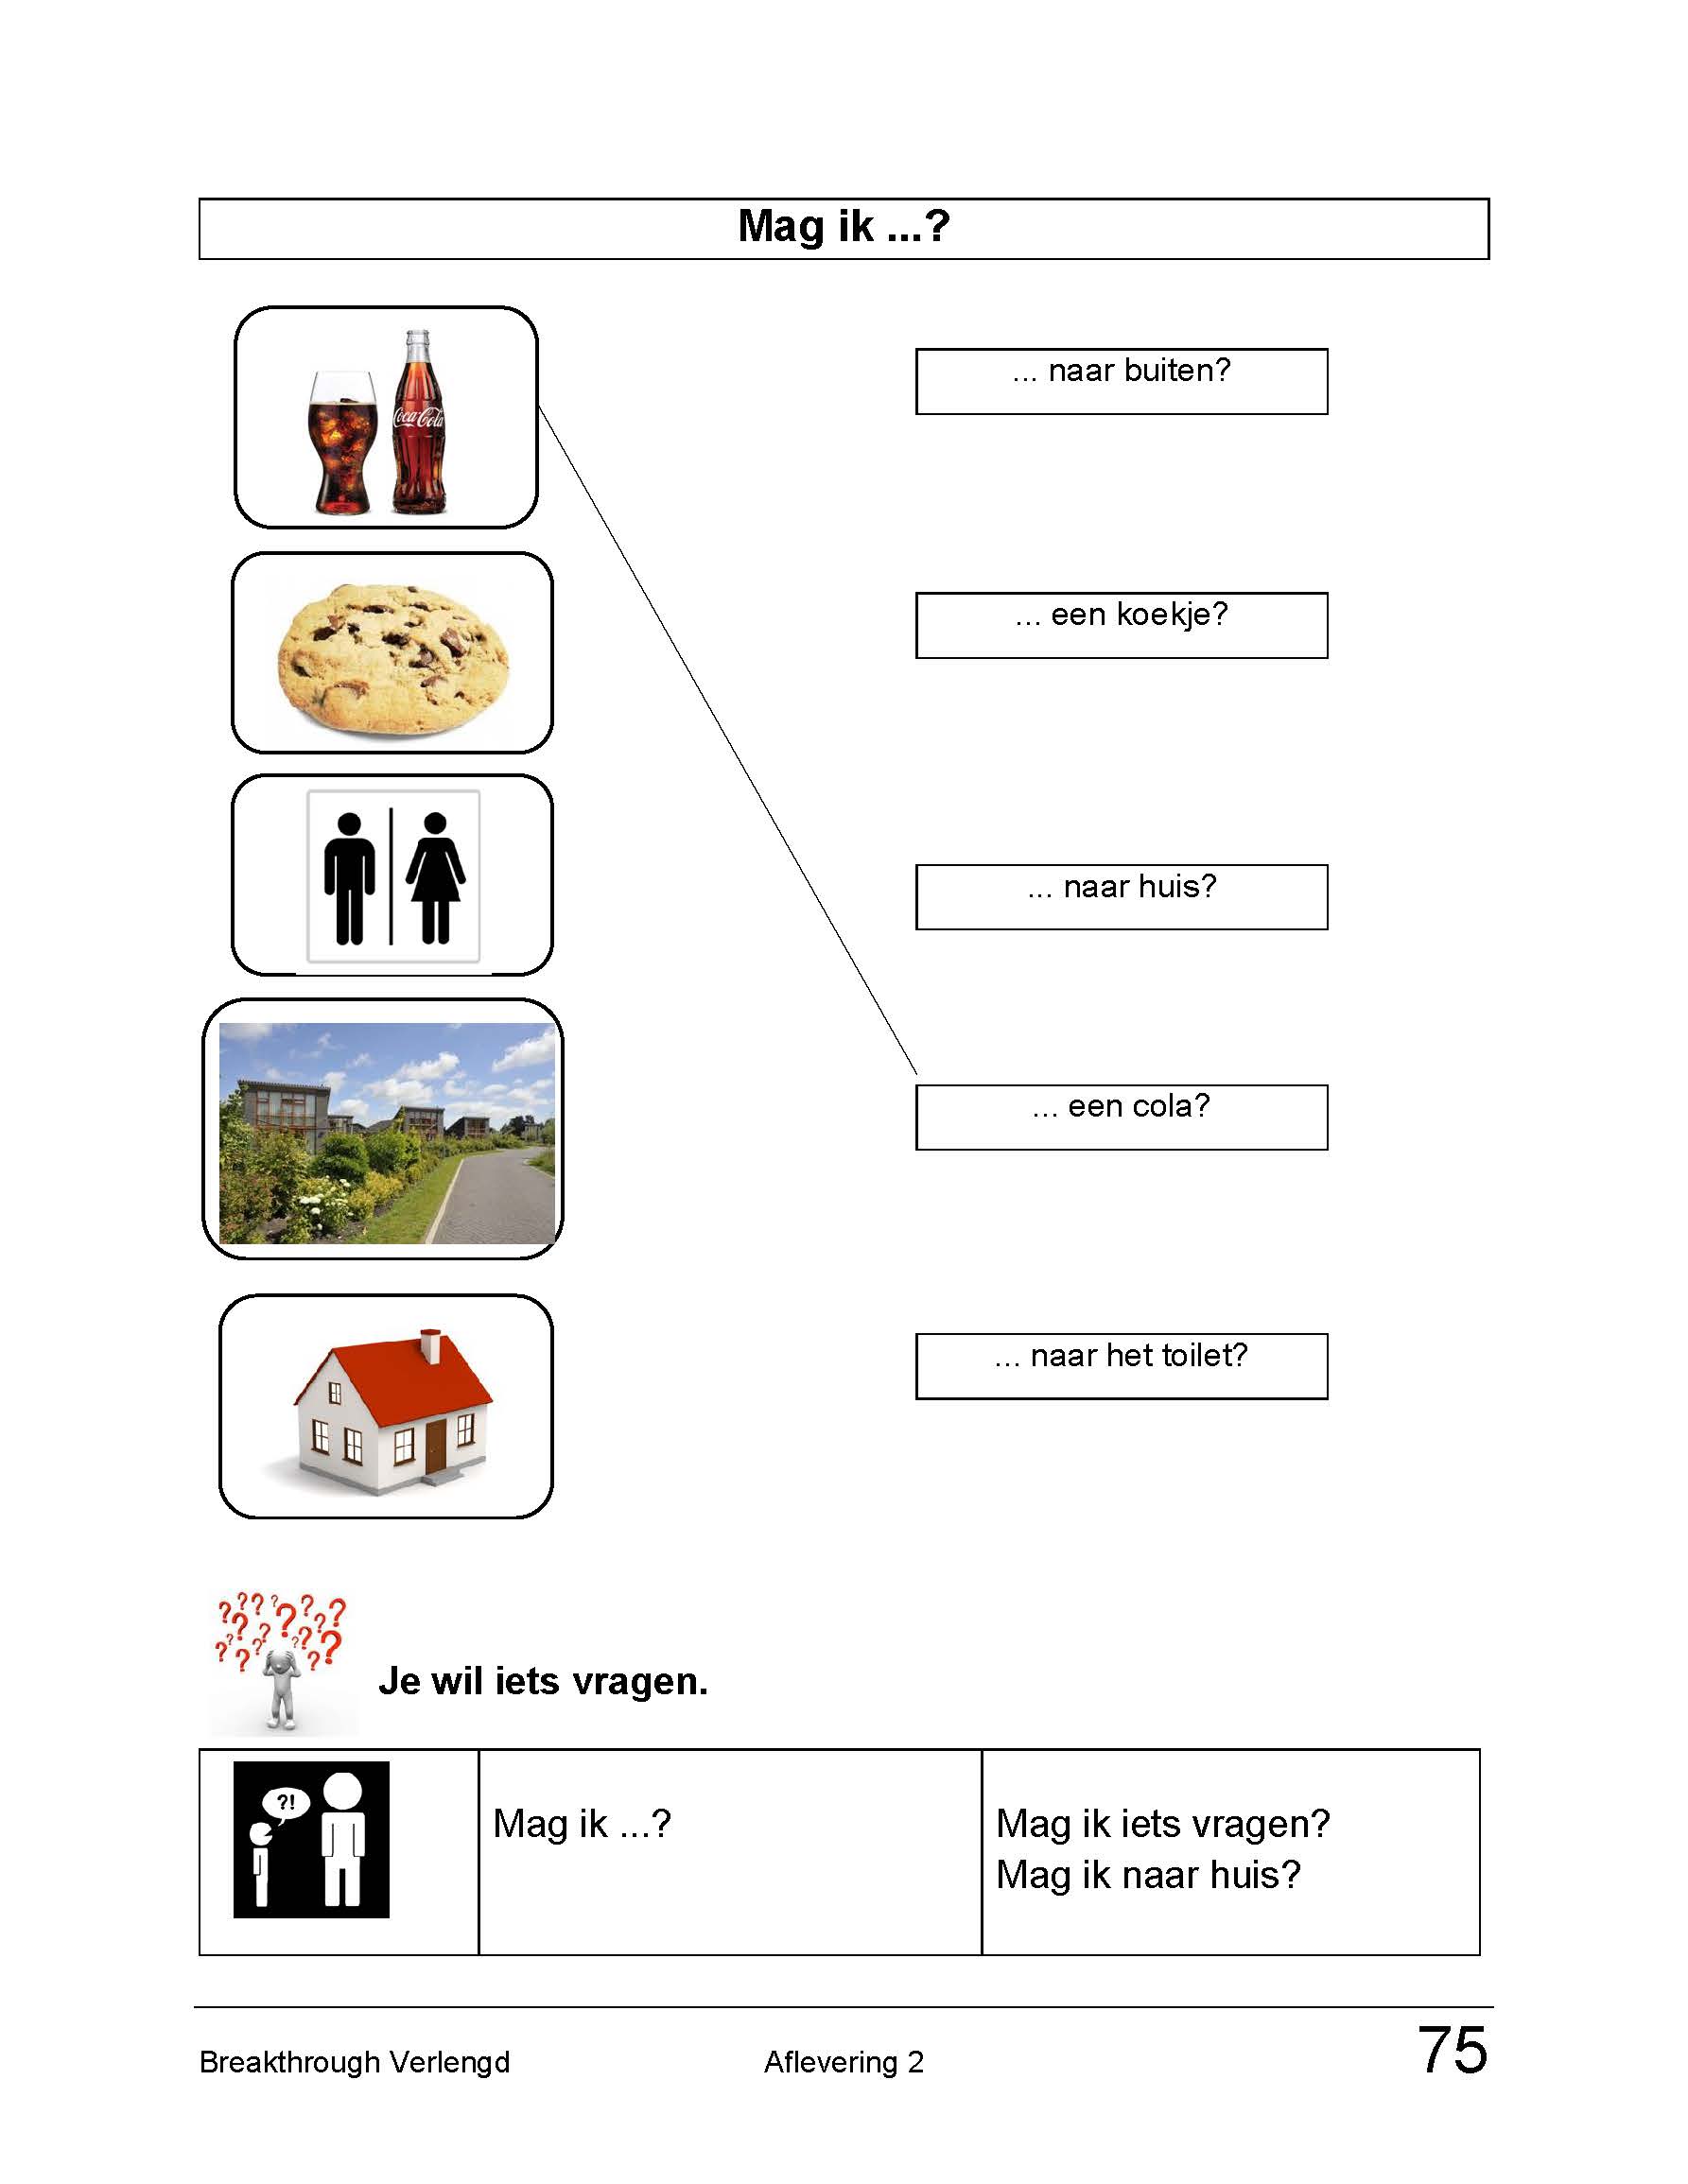 Mag ik ...?
Coca-Cola
... naar buiten?
... een koekje?
... naar huis?
... een cola?
... naar het toilet?
Je wil iets vragen.
?!
Mag ik ...?
Mag ik iets vragen?
Mag ik naar huis?
Breakthrough Verlengd
Aflevering 2
75